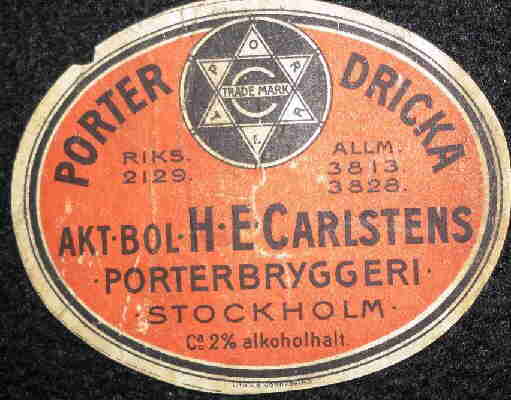 PORTER DRICKA
TRADE MARK
RIKS. 2129.
ALLM. 3813. 3828.
AKT·BOL·H·E·CARLSTENS
·PORTERBRYGGERI·
·STOCKHOLM·
Ca 2% alkoholhalt.